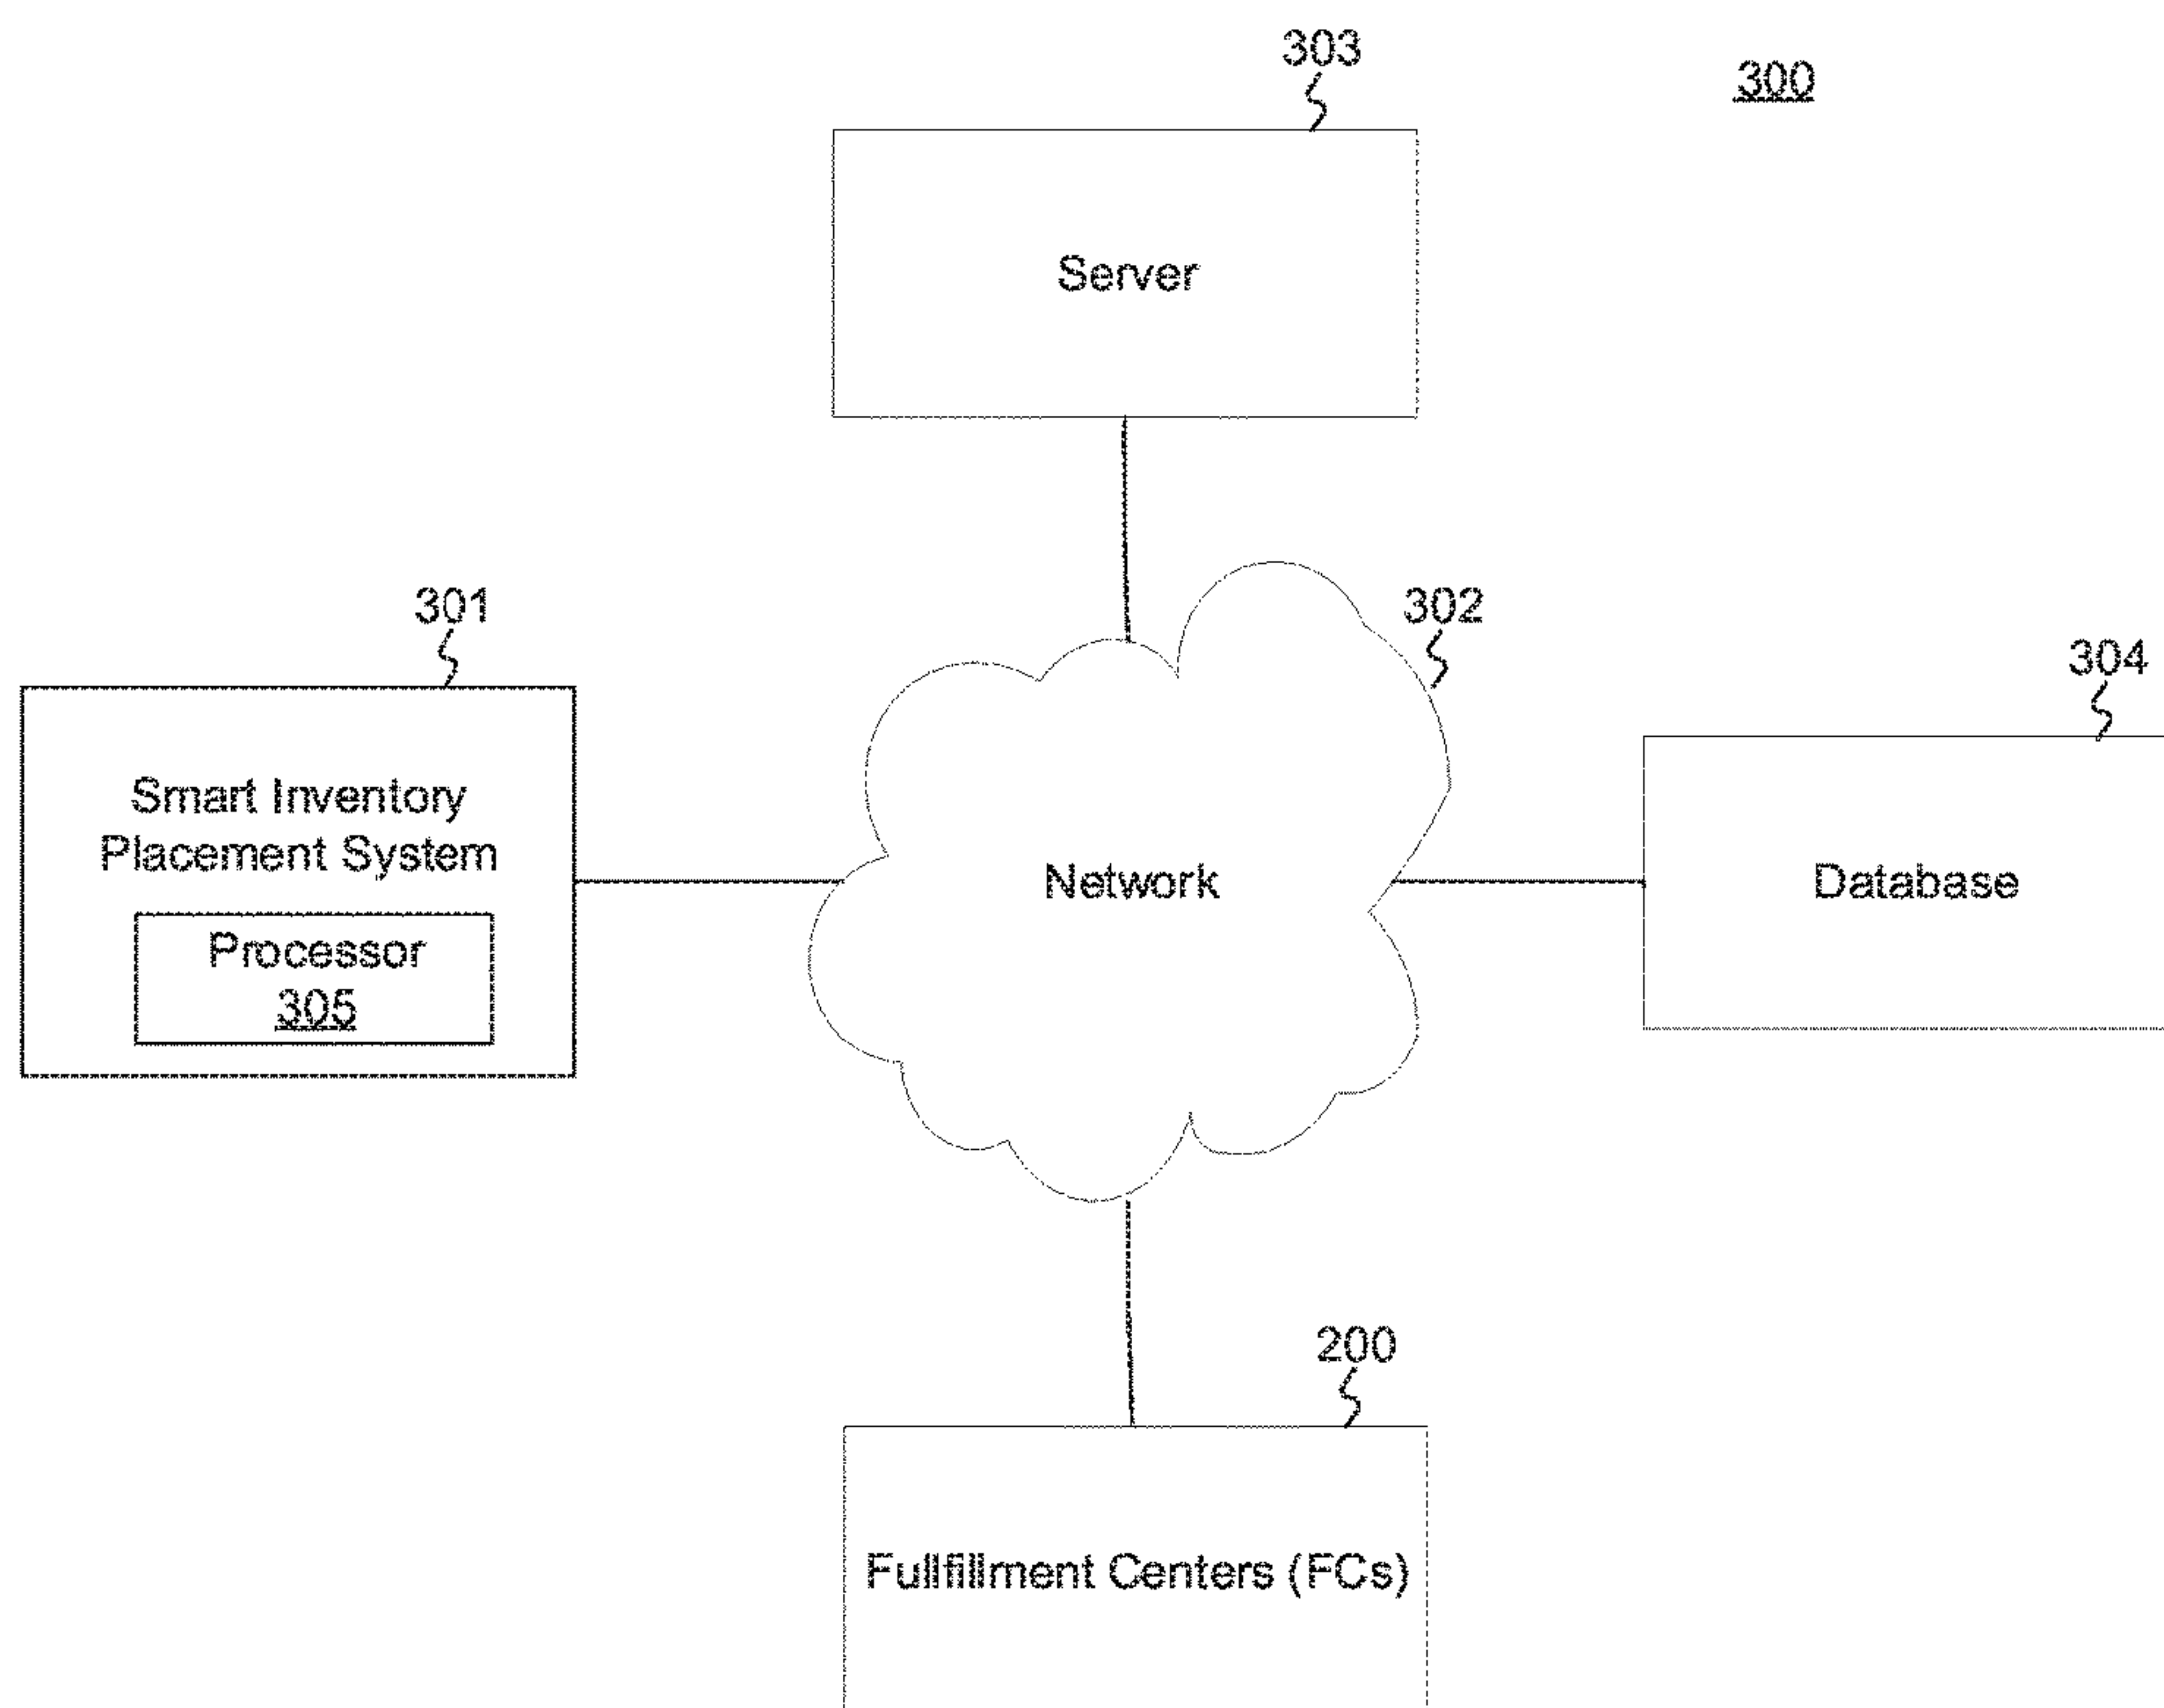 303
300
Server
301
302
304
Smart Inventory
Placement System
Network
Database
Processor
305
200
Fullfillment Centers (FCs)